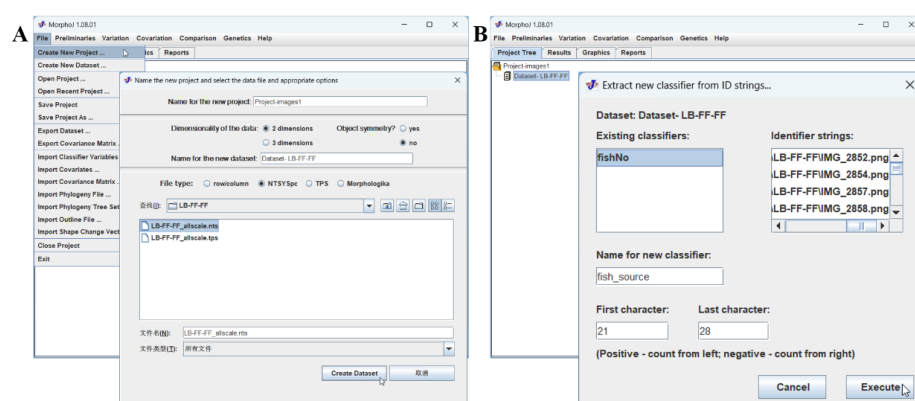 A
MorphoJ 1.08.01
File Preliminaries Variation Covariation Comparison Genetics Help
Create New Project ...
Reports
Create New Dataset ...
Open Project ...
Open Recent Project ...
Save Project
Save Project As ...
Export Dataset ...
Export Covariance Matrix .
Import Classifier Variables
Import Covariates ...
Import Covariance Matrix .
Import Phylogeny File ...
Import Phylogeny Tree Set
Import Outline File ...
Import Shape Change Vect
Close Project
Exit
Name the new project and select the data file and appropriate options
Name for the new project: Project-images1
Dimensionality of the data: 2 dimensions Object symmetry? yes
3 dimensions no
Name for the new dataset: Dataset- LB-FF-FF
File type: row/column NTSYSpc TPS Morphologika
查找(I): LB-FF-FF
LB-FF-FF_allscale.nts
LB-FF-FF_allscale.tps
文件名(N): LB-FF-FF_allscale.nts
文件类型(T): 所有文件
Create Dataset 取消
B
MorphoJ 1.08.01
File Preliminaries Variation Covariation Comparison Genetics Help
Project Tree Results Graphics Reports
Project-images1
Dataset- LB-FF-FF
Extract new classifier from ID strings...
Dataset: Dataset- LB-FF-FF
Existing classifiers: Identifier strings:
fishNo
\LB-FF-FF\IMG_2852.png
\LB-FF-FF\IMG_2854.png
\LB-FF-FF\IMG_2857.png
\LB-FF-FF\IMG_2858.png
Name for new classifier:
fish_source
First character: Last character:
21 28
(Positive - count from left; negative - count from right)
Cancel Execute